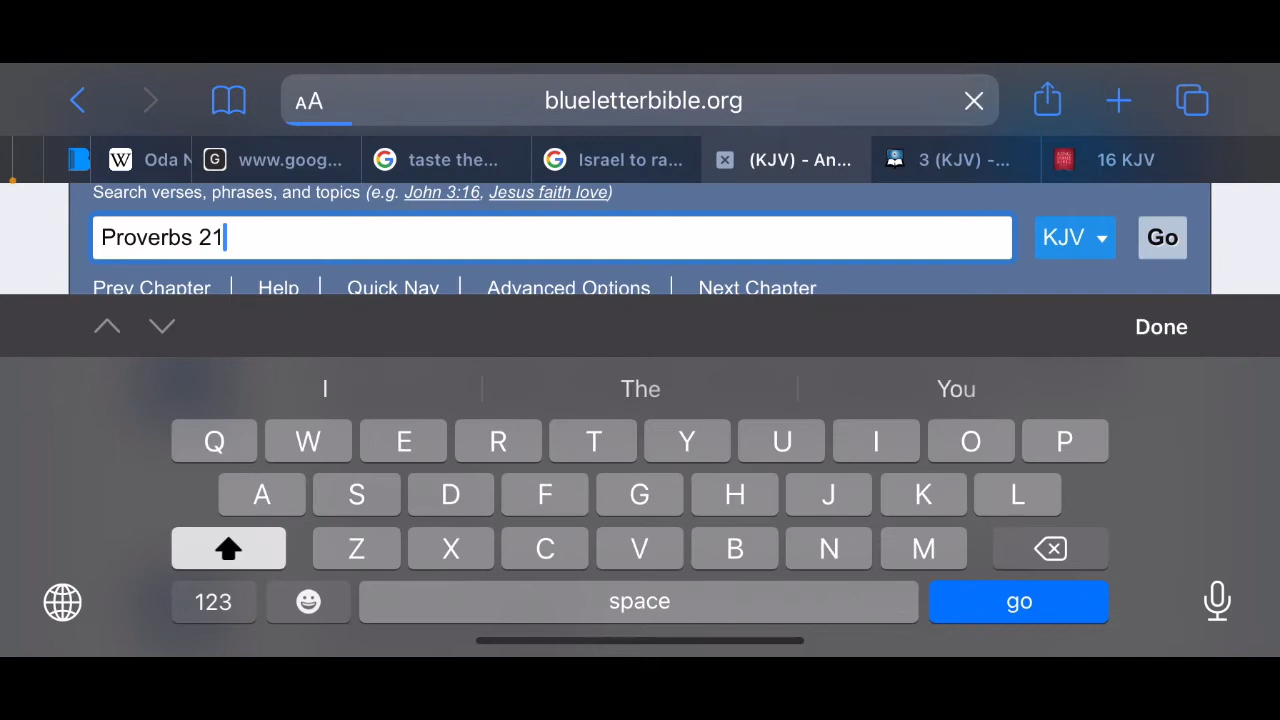 AA blueletterbible.org
Oda N www.goog... taste the... Israel to ra... (KJV) - An... 3 (KJV) -... 16 KJV
Search verses, phrases, and topics (e.g. John 3:16, Jesus faith love)
Proverbs 21 KJV Go
Prev Chapter | Help | Quick Nav | Advanced Options | Next Chapter
Done
I The You
Q W E R T Y U I O P
A S D F G H J K L
Z X C V B N M
123 space go